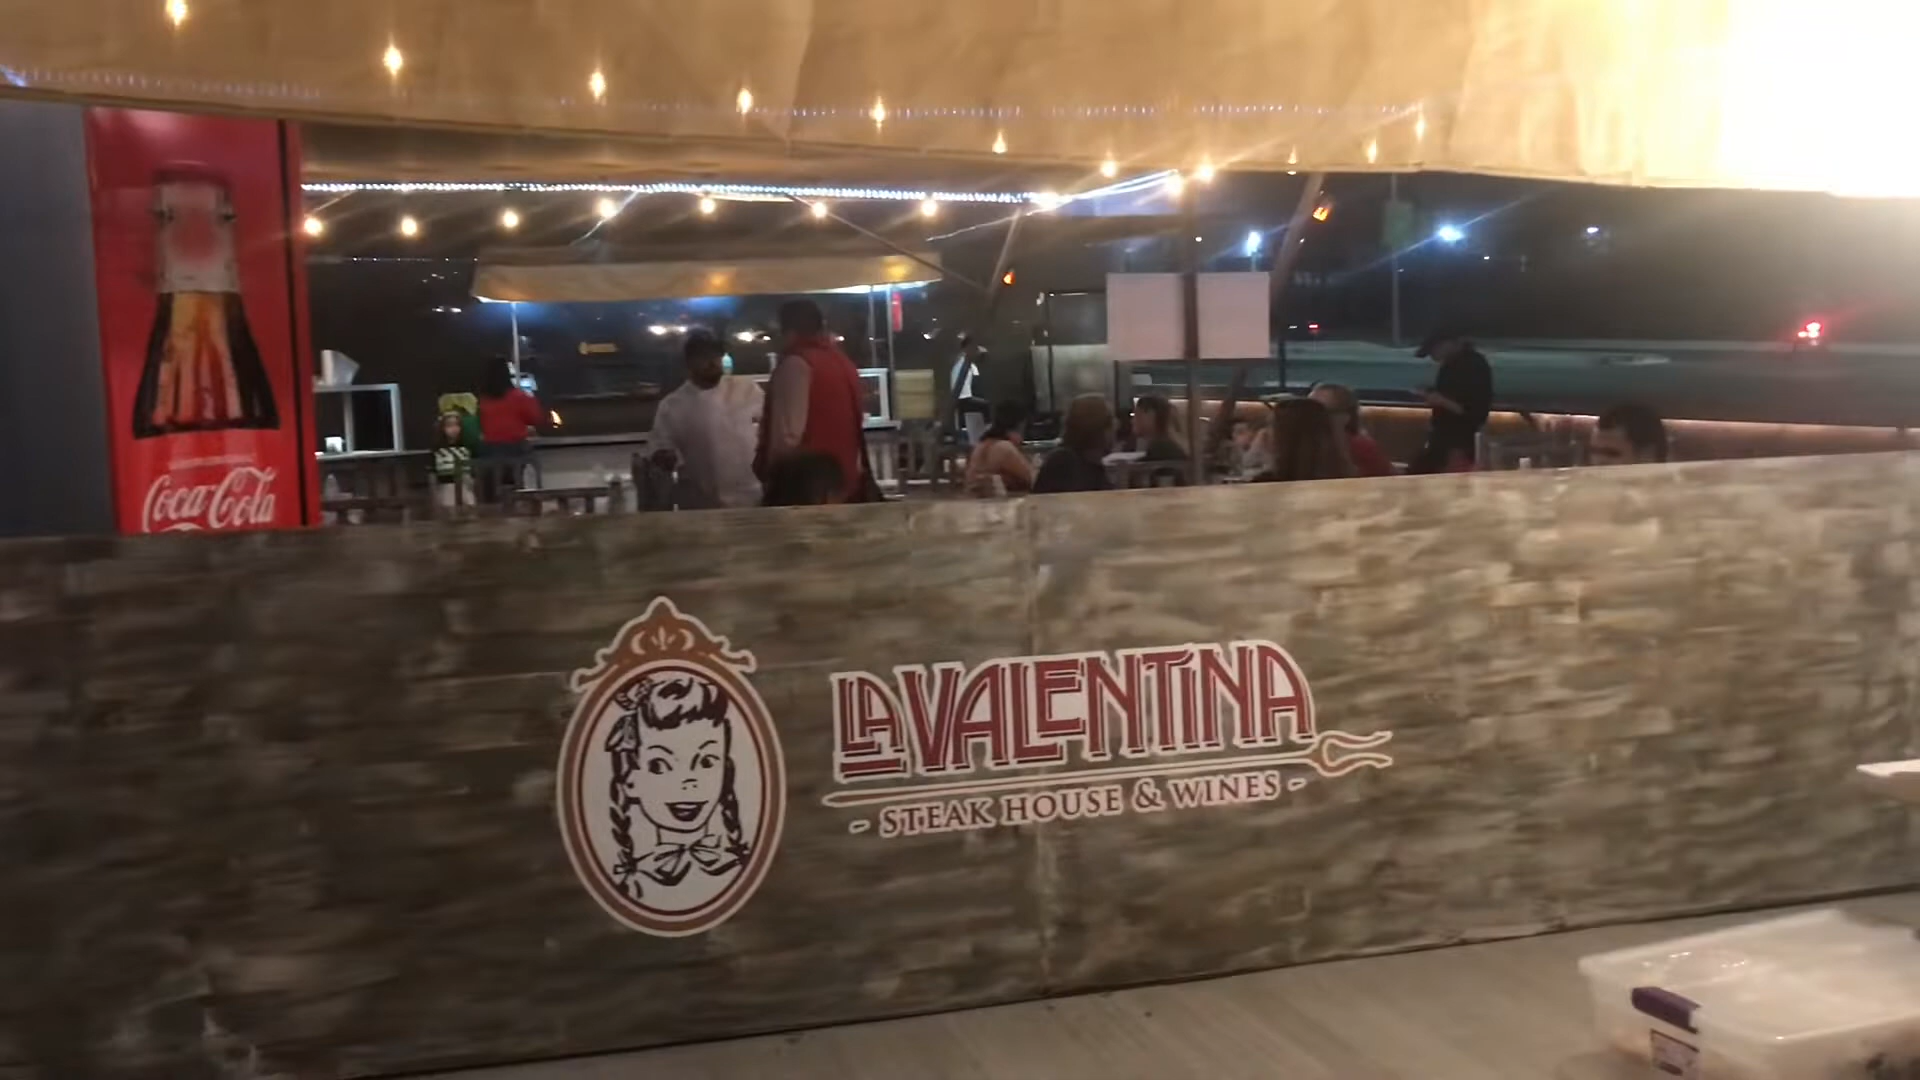 Coca-Cola
LA VALENTINA
- STEAK HOUSE & WINES -